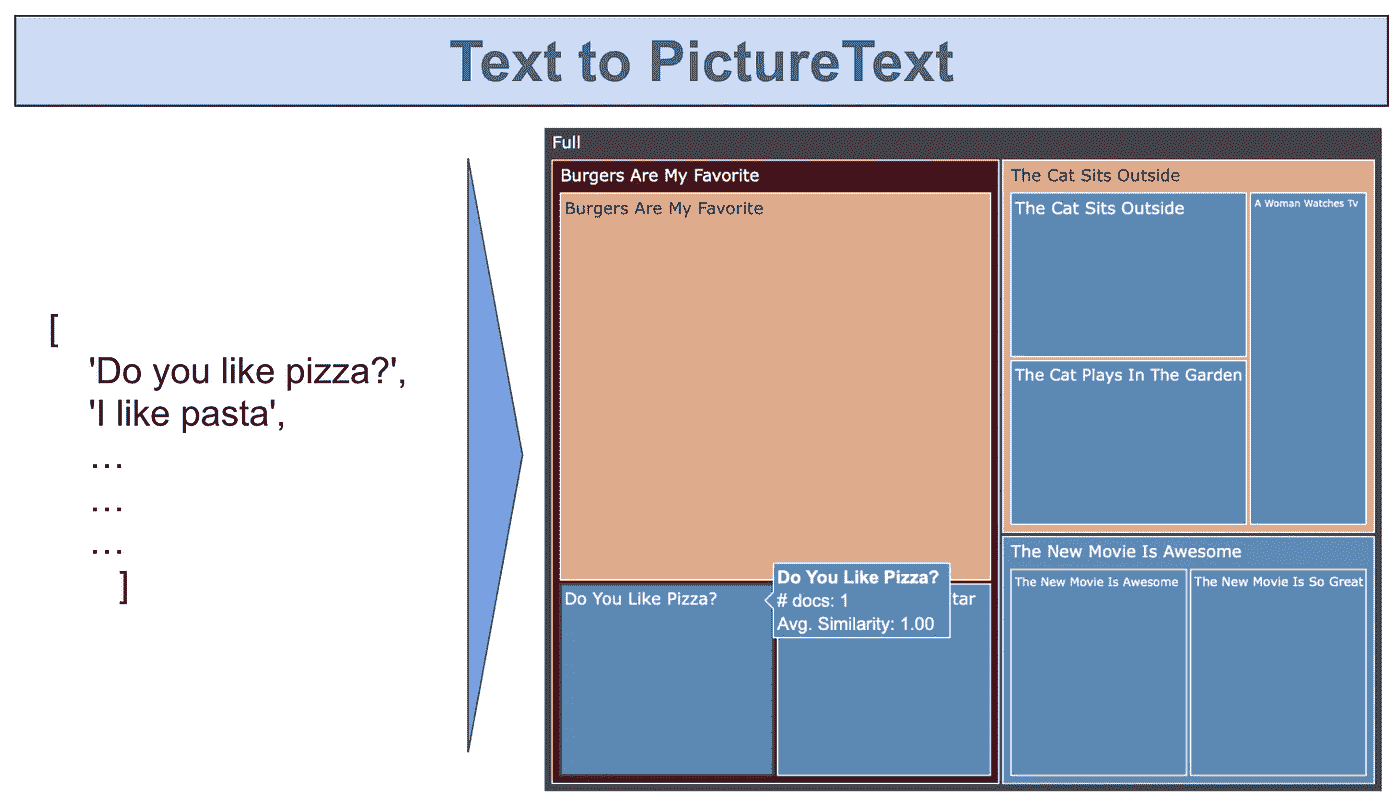 Text to PictureText
[
'Do you like pizza?',
'I like pasta',
…
…
…
]
Full
Burgers Are My Favorite
Burgers Are My Favorite
Do You Like Pizza?
Do You Like Pizza?
# docs: 1
Avg. Similarity: 1.00
tar
The Cat Sits Outside
The Cat Sits Outside
A Woman Watches Tv
The Cat Plays In The Garden
The New Movie Is Awesome
The New Movie Is Awesome
The New Movie Is So Great